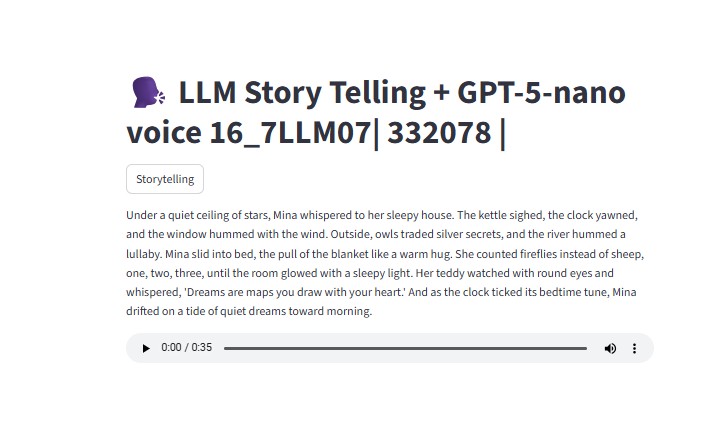 LLM Story Telling + GPT-5-nano
voice 16_7LLM07| 332078 |
Storytelling
Under a quiet ceiling of stars, Mina whispered to her sleepy house. The kettle sighed, the clock yawned,
and the window hummed with the wind. Outside, owls traded silver secrets, and the river hummed a
lullaby. Mina slid into bed, the pull of the blanket like a warm hug. She counted fireflies instead of sheep,
one, two, three, until the room glowed with a sleepy light. Her teddy watched with round eyes and
whispered, 'Dreams are maps you draw with your heart.' And as the clock ticked its bedtime tune, Mina
drifted on a tide of quiet dreams toward morning.
0:00 / 0:35